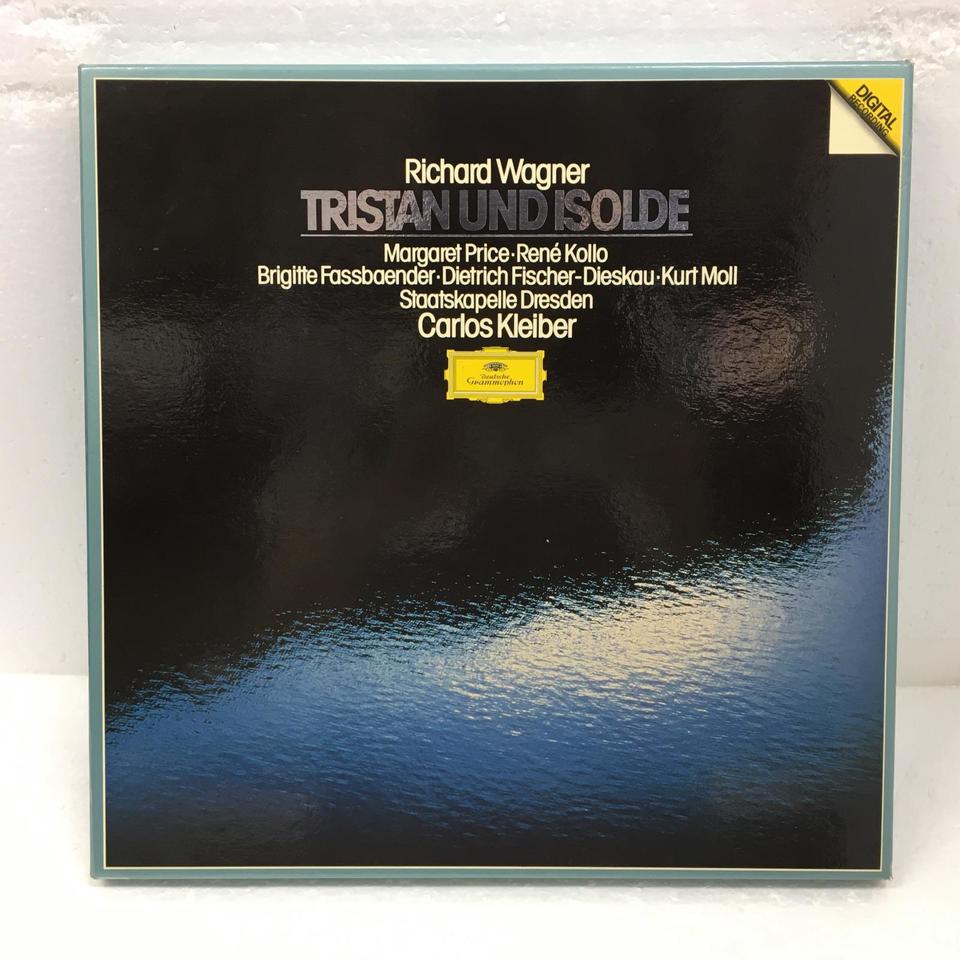 DIGITAL
RECORDING
Richard Wagner
TRISTAN UND ISOLDE
Margaret Price · René Kollo
Brigitte Fassbaender · Dietrich Fischer-Dieskau · Kurt Moll
Staatskapelle Dresden
Carlos Kleiber
Deutsche
Grammophon